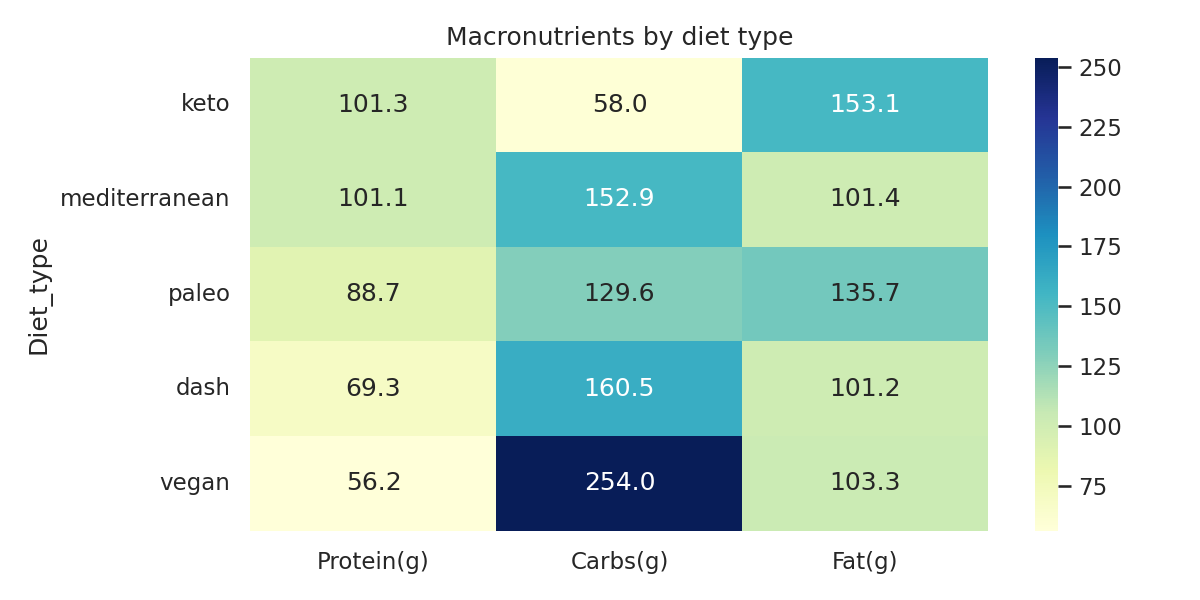 Macronutrients by diet type
Diet_type
keto 101.3 58.0 153.1
mediterranean 101.1 152.9 101.4
paleo 88.7 129.6 135.7
dash 69.3 160.5 101.2
vegan 56.2 254.0 103.3
Protein(g) Carbs(g) Fat(g)
250
225
200
175
150
125
100
75